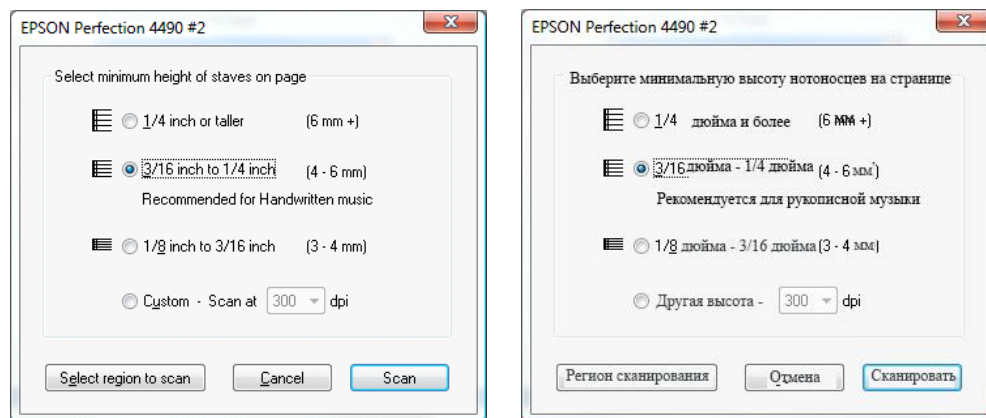 EPSON Perfection 4490 #2
Select minimum height of staves on page
1/4 inch or taller (6 mm +)
3/16 inch to 1/4 inch (4 - 6 mm)
Recommended for Handwritten music
1/8 inch to 3/16 inch (3 - 4 mm)
Custom - Scan at 300 dpi
Select region to scan Cancel Scan
EPSON Perfection 4490 #2
Выберите минимальную высоту нотоносцев на странице
1/4 дюйма и более (6 мм +)
3/16 дюйма - 1/4 дюйма (4 - 6 мм)
Рекомендуется для рукописной музыки
1/8 дюйма - 3/16 дюйма (3 - 4 мм)
Другая высота - 300 dpi
Регион сканирования Отмена Сканировать